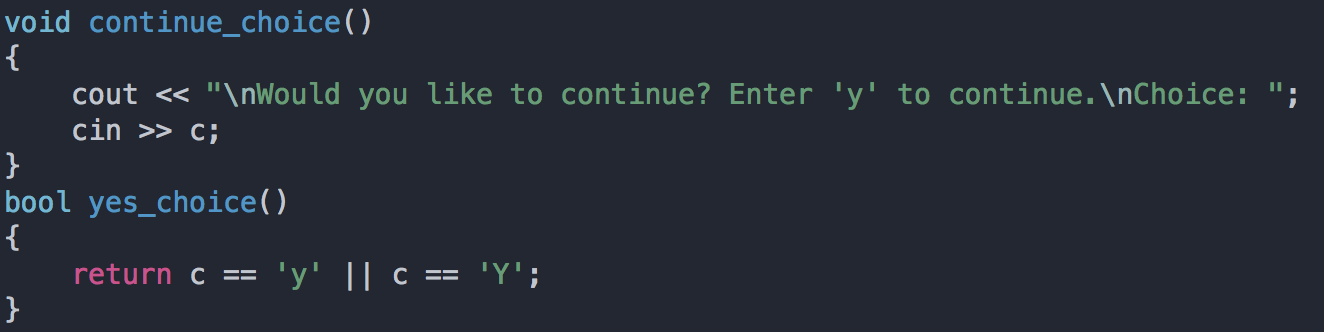 void continue_choice()
{
    cout << "\nWould you like to continue? Enter 'y' to continue.\nChoice: ";
    cin >> c;
}
bool yes_choice()
{
    return c == 'y' || c == 'Y';
}